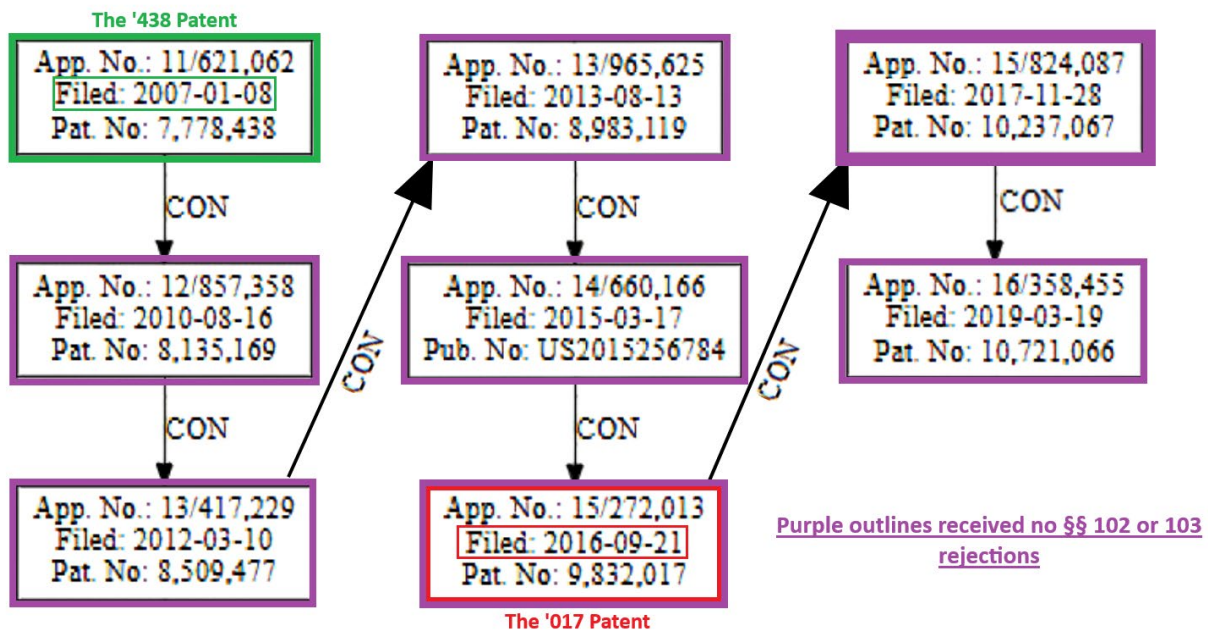 The '438 Patent
App. No.: 11/621,062
Filed: 2007-01-08
Pat. No: 7,778,438
CON
App. No.: 12/857,358
Filed: 2010-08-16
Pat. No: 8,135,169
CON
App. No.: 13/417,229
Filed: 2012-03-10
Pat. No: 8,509,477
CON
App. No.: 13/965,625
Filed: 2013-08-13
Pat. No: 8,983,119
CON
App. No.: 14/660,166
Filed: 2015-03-17
Pub. No: US2015256784
CON
App. No.: 15/272,013
Filed: 2016-09-21
Pat. No: 9,832,017
The '017 Patent
CON
App. No.: 15/824,087
Filed: 2017-11-28
Pat. No: 10,237,067
CON
App. No.: 16/358,455
Filed: 2019-03-19
Pat. No: 10,721,066
Purple outlines received no §§ 102 or 103
rejections